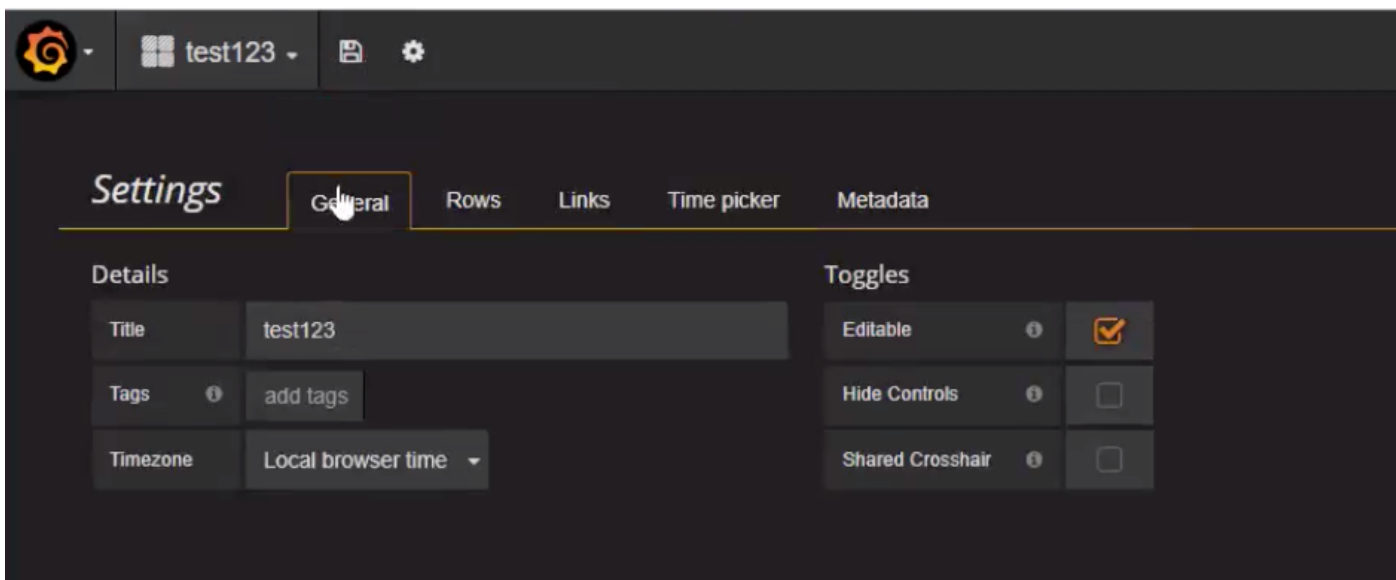 test123
Settings
General
Rows
Links
Time picker
Metadata
Details
Title
test123
Tags
add tags
Timezone
Local browser time
Toggles
Editable
Hide Controls
Shared Crosshair